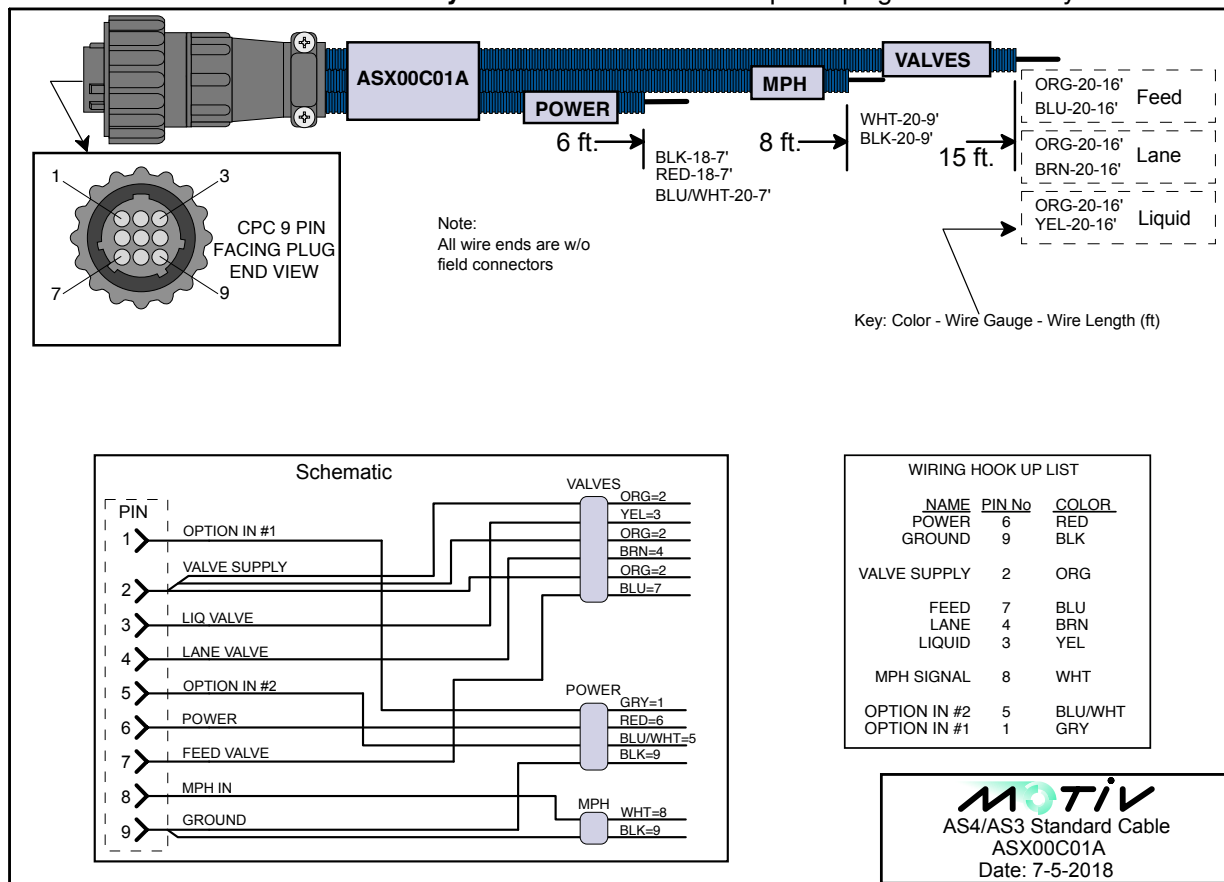 ASX00C01A
POWER
MPH
VALVES
6 ft.
8 ft.
15 ft.
BLK-18-7'
RED-18-7'
BLU/WHT-20-7'
WHT-20-9'
BLK-20-9'
ORG-20-16'
BLU-20-16'
Feed
ORG-20-16'
BRN-20-16'
Lane
ORG-20-16'
YEL-20-16'
Liquid
1
3
7
9
CPC 9 PIN
FACING PLUG
END VIEW
Note:
All wire ends are w/o
field connectors
Key: Color - Wire Gauge - Wire Length (ft)
Schematic
PIN
1 OPTION IN #1
2 VALVE SUPPLY
3 LIQ VALVE
4 LANE VALVE
5 OPTION IN #2
6 POWER
7 FEED VALVE
8 MPH IN
9 GROUND
VALVES
ORG=2
YEL=3
ORG=2
BRN=4
ORG=2
BLU=7
POWER
GRY=1
RED=6
BLU/WHT=5
BLK=9
MPH
WHT=8
BLK=9
WIRING HOOK UP LIST
NAME PIN No COLOR
POWER 6 RED
GROUND 9 BLK
VALVE SUPPLY 2 ORG
FEED 7 BLU
LANE 4 BRN
LIQUID 3 YEL
MPH SIGNAL 8 WHT
OPTION IN #2 5 BLU/WHT
OPTION IN #1 1 GRY
MOTIV
AS4/AS3 Standard Cable
ASX00C01A
Date: 7-5-2018